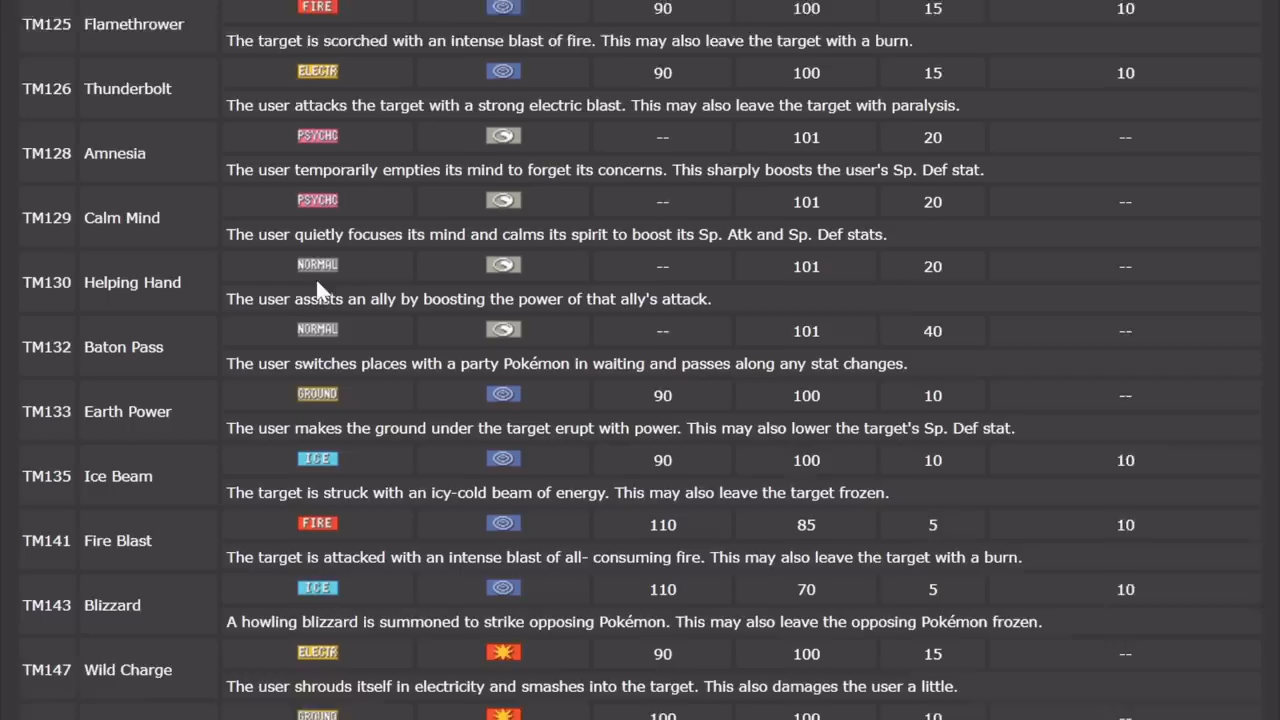 TM125 Flamethrower FIRE 90 100 15 10
The target is scorched with an intense blast of fire. This may also leave the target with a burn.
TM126 Thunderbolt ELECTR 90 100 15 10
The user attacks the target with a strong electric blast. This may also leave the target with paralysis.
TM128 Amnesia PSYCHC -- 101 20 --
The user temporarily empties its mind to forget its concerns. This sharply boosts the user's Sp. Def stat.
TM129 Calm Mind PSYCHC -- 101 20 --
The user quietly focuses its mind and calms its spirit to boost its Sp. Atk and Sp. Def stats.
TM130 Helping Hand NORMAL -- 101 20 --
The user assists an ally by boosting the power of that ally's attack.
TM132 Baton Pass NORMAL -- 101 40 --
The user switches places with a party Pokémon in waiting and passes along any stat changes.
TM133 Earth Power GROUND 90 100 10 --
The user makes the ground under the target erupt with power. This may also lower the target's Sp. Def stat.
TM135 Ice Beam ICE 90 100 10 10
The target is struck with an icy-cold beam of energy. This may also leave the target frozen.
TM141 Fire Blast FIRE 110 85 5 10
The target is attacked with an intense blast of all- consuming fire. This may also leave the target with a burn.
TM143 Blizzard ICE 110 70 5 10
A howling blizzard is summoned to strike opposing Pokémon. This may also leave the opposing Pokémon frozen.
TM147 Wild Charge ELECTR 90 100 15 --
The user shrouds itself in electricity and smashes into the target. This also damages the user a little.
GROUND 100 100 10 --